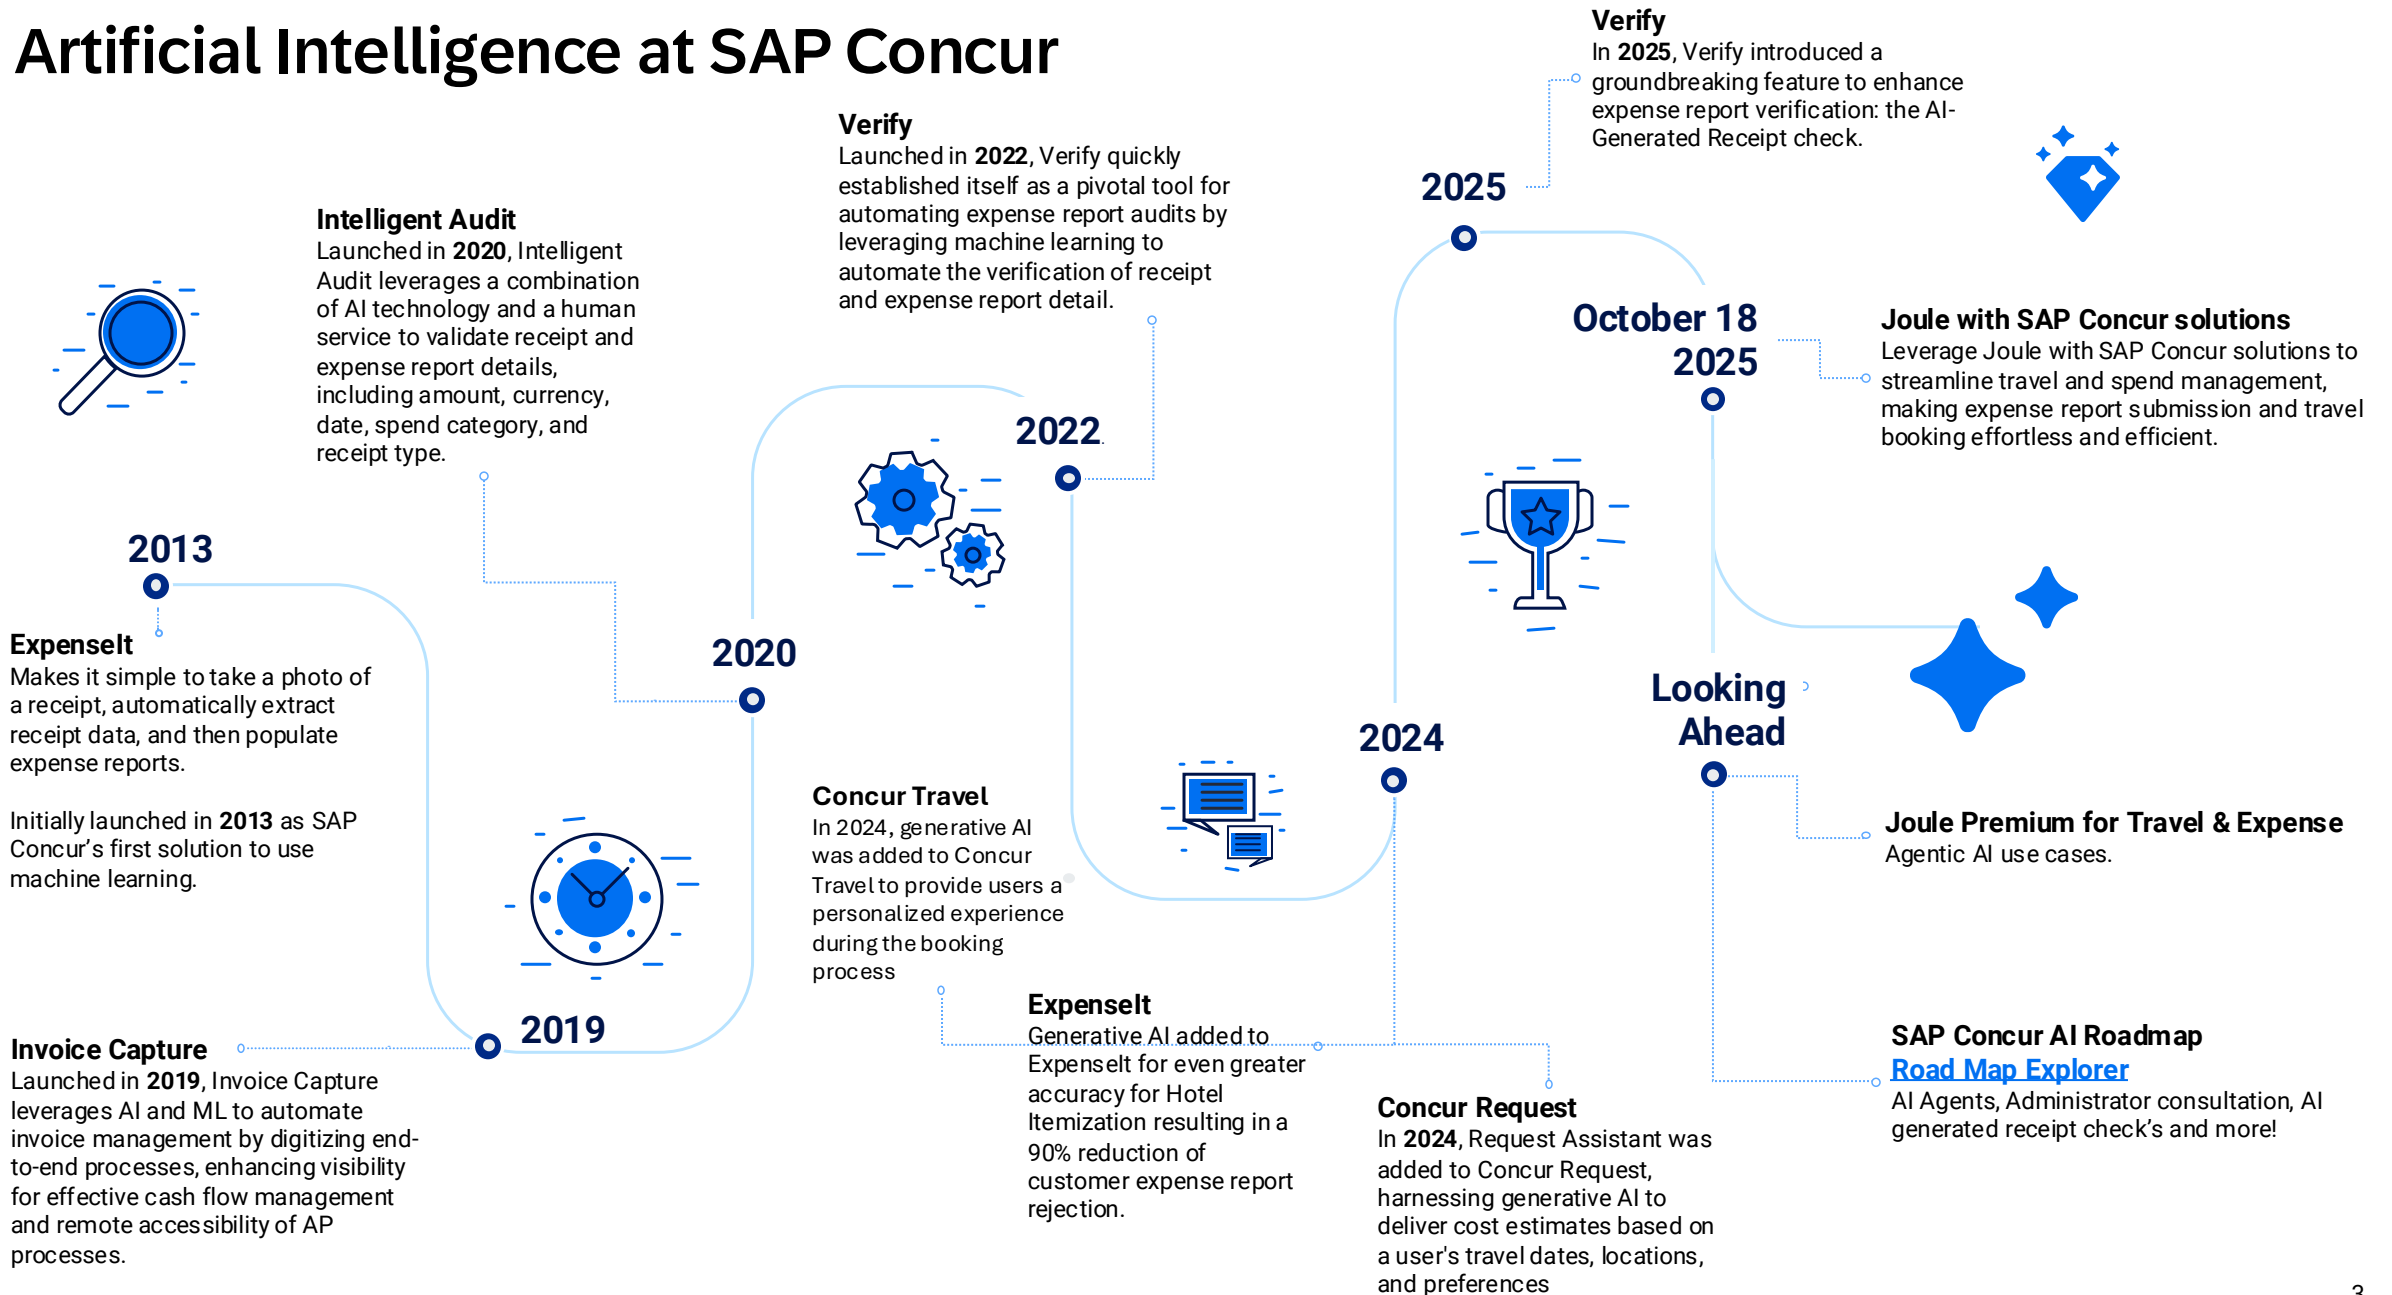 Artificial Intelligence at SAP Concur
2013
ExpenseIt
Makes it simple to take a photo of
a receipt, automatically extract
receipt data, and then populate
expense reports.
Initially launched in 2013 as SAP
Concur’s first solution to use
machine learning.
2019
Invoice Capture
Launched in 2019, Invoice Capture
leverages AI and ML to automate
invoice management by digitizing end-
to-end processes, enhancing visibility
for effective cash flow management
and remote accessibility of AP
processes.
Intelligent Audit
Launched in 2020, Intelligent
Audit leverages a combination
of AI technology and a human
service to validate receipt and
expense report details,
including amount, currency,
date, spend category, and
receipt type.
2020
Verify
Launched in 2022, Verify quickly
established itself as a pivotal tool for
automating expense report audits by
leveraging machine learning to
automate the verification of receipt
and expense report detail.
2022.
2024
Concur Travel
In 2024, generative AI
was added to Concur
Travel to provide users a
personalized experience
during the booking
process
ExpenseIt
Generative AI added to
ExpenseIt for even greater
accuracy for Hotel
Itemization resulting in a
90% reduction of
customer expense report
rejection.
Concur Request
In 2024, Request Assistant was
added to Concur Request,
harnessing generative AI to
deliver cost estimates based on
a user's travel dates, locations,
and preferences
2025
Verify
In 2025, Verify introduced a
groundbreaking feature to enhance
expense report verification: the AI-
Generated Receipt check.
October 18
2025
Joule with SAP Concur solutions
Leverage Joule with SAP Concur solutions to
streamline travel and spend management,
making expense report submission and travel
booking effortless and efficient.
Looking
Ahead
Joule Premium for Travel & Expense
Agentic AI use cases.
SAP Concur AI Roadmap
Road Map Explorer
AI Agents, Administrator consultation, AI
generated receipt check’s and more!
3